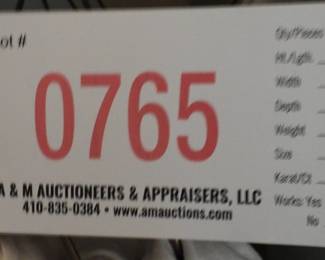 ot #
0765
A & M AUCTIONEERS & APPRAISERS, LLC
410-835-0384 • www.amauctions.com
Qty/Pieces
Ht./Lgth.
Width
Depth
Weight
Size
Karat/Ct
Works: Yes
No